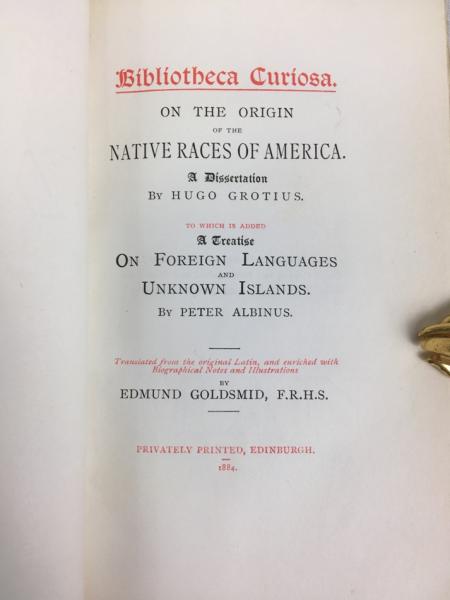 Bibliotheca Curiosa.
ON THE ORIGIN
OF THE
NATIVE RACES OF AMERICA.
A Dissertation
BY HUGO GROTIUS.
TO WHICH IS ADDED
A Treatise
ON FOREIGN LANGUAGES
AND
UNKNOWN ISLANDS.
BY PETER ALBINUS.
Translated from the original Latin, and enriched with
Biographical Notes and Illustrations
BY
EDMUND GOLDSMID, F.R.H.S.
PRIVATELY PRINTED, EDINBURGH.
1884.